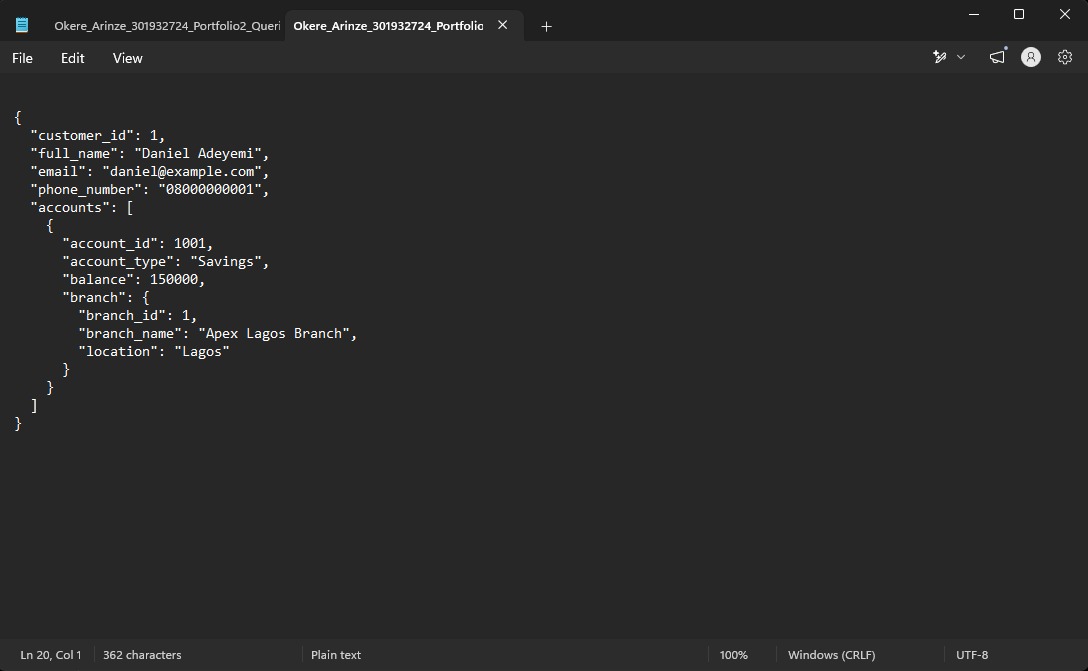 Okere_Arinze_301932724_Portfolio2_Queri
Okere_Arinze_301932724_Portfolio
File Edit View
{
  "customer_id": 1,
  "full_name": "Daniel Adeyemi",
  "email": "daniel@example.com",
  "phone_number": "08000000001",
  "accounts": [
    {
      "account_id": 1001,
      "account_type": "Savings",
      "balance": 150000,
      "branch": {
        "branch_id": 1,
        "branch_name": "Apex Lagos Branch",
        "location": "Lagos"
      }
    }
  ]
}
Ln 20, Col 1 362 characters Plain text 100% Windows (CRLF) UTF-8